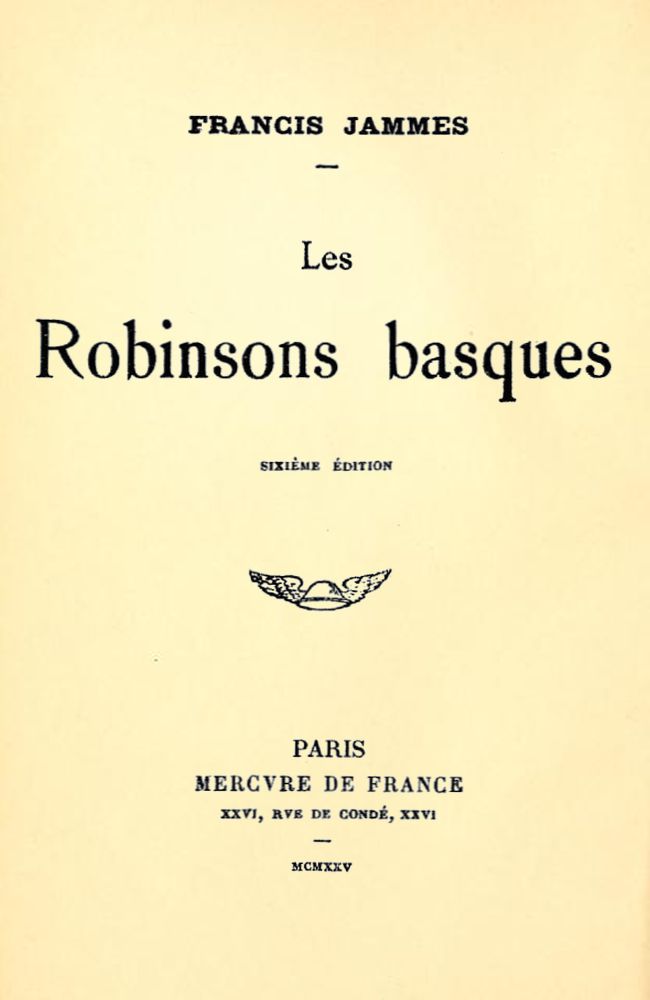 FRANCIS JAMMES
Les
Robinsons basques
SIXIÈME ÉDITION
PARIS
MERCVRE DE FRANCE
XXVI, RVE DE CONDÉ, XXVI
MCMXXV